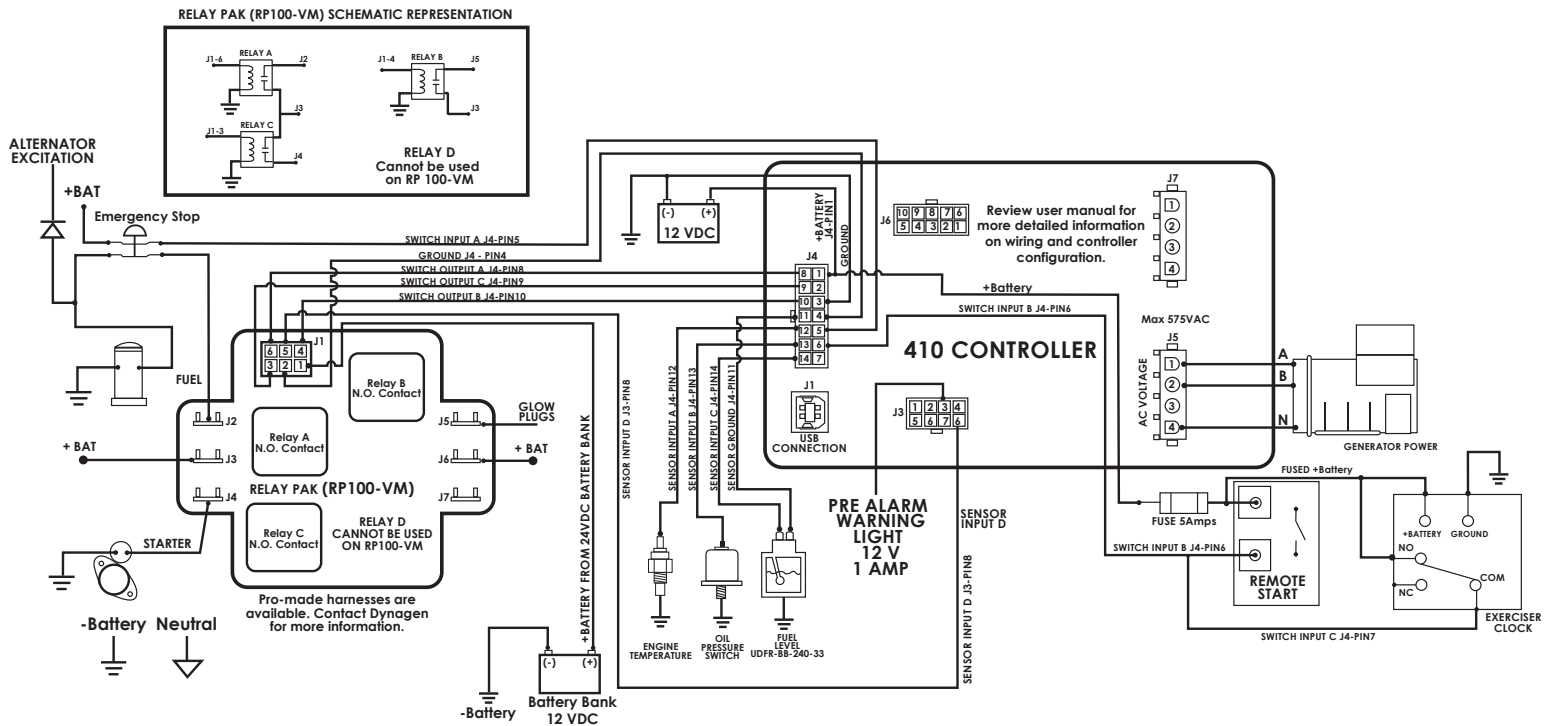 RELAY PAK (RP100-VM) SCHEMATIC REPRESENTATION
RELAY A
J1-6
J2
J3
RELAY C
J1-3
J4
RELAY B
J1-4
J5
J3
RELAY D
Cannot be used
on RP 100-VM
ALTERNATOR
EXCITATION
+BAT
Emergency Stop
SWITCH INPUT A J4-PIN5
GROUND J4 - PIN4
SWITCH OUTPUT A J4-PIN8
SWITCH OUTPUT C J4-PIN9
SWITCH OUTPUT B J4-PIN10
(-) (+)
12 VDC
+BATTERY
J4-PIN1
GROUND
J4
8 1
9 2
10 3
11 4
12 5
13 6
14 7
J6
10 9 8 7 6
5 4 3 2 1
Review user manual for
more detailed information
on wiring and controller
configuration.
J7
1
2
3
4
+Battery
SWITCH INPUT B J4-PIN6
410 CONTROLLER
Max 575VAC
J5
AC VOLTAGE
1
2
3
4
A
B
N
GENERATOR POWER
J1
USB
CONNECTION
J3
1 2 3 4
5 6 7 6
J1
6 5 4
3 2 1
FUEL
Relay B
N.O. Contact
Relay A
N.O. Contact
Relay C
N.O. Contact
J2
J3
J4
J5
J6
J7
GLOW
PLUGS
+ BAT
+ BAT
RELAY PAK (RP100-VM)
RELAY D
CANNOT BE USED
ON RP100-VM
STARTER
Pro-made harnesses are
available. Contact Dynagen
for more information.
-Battery Neutral
+BATTERY FROM 24VDC BATTERY BANK
(-) (+)
-Battery
Battery Bank
12 VDC
SENSOR INPUT D J3-PIN8
SENSOR INTPUT A J4-PIN12
SENSOR INTPUT B J4-PIN13
SENSOR INTPUT C J4-PIN14
SENSOR GROUND J4-PIN11
ENGINE
TEMPERATURE
OIL
PRESSURE
SWITCH
FUEL
LEVEL
UDFR-BB-240-33
PRE ALARM
WARNING
LIGHT
12 V
1 AMP
SENSOR
INPUT D
SENSOR INPUT D J3-PIN8
FUSE 5Amps
FUSED +Battery
SWITCH INPUT B J4-PIN6
REMOTE
START
+BATTERY GROUND
NO
NC
COM
EXERCISER
CLOCK
SWITCH INPUT C J4-PIN7